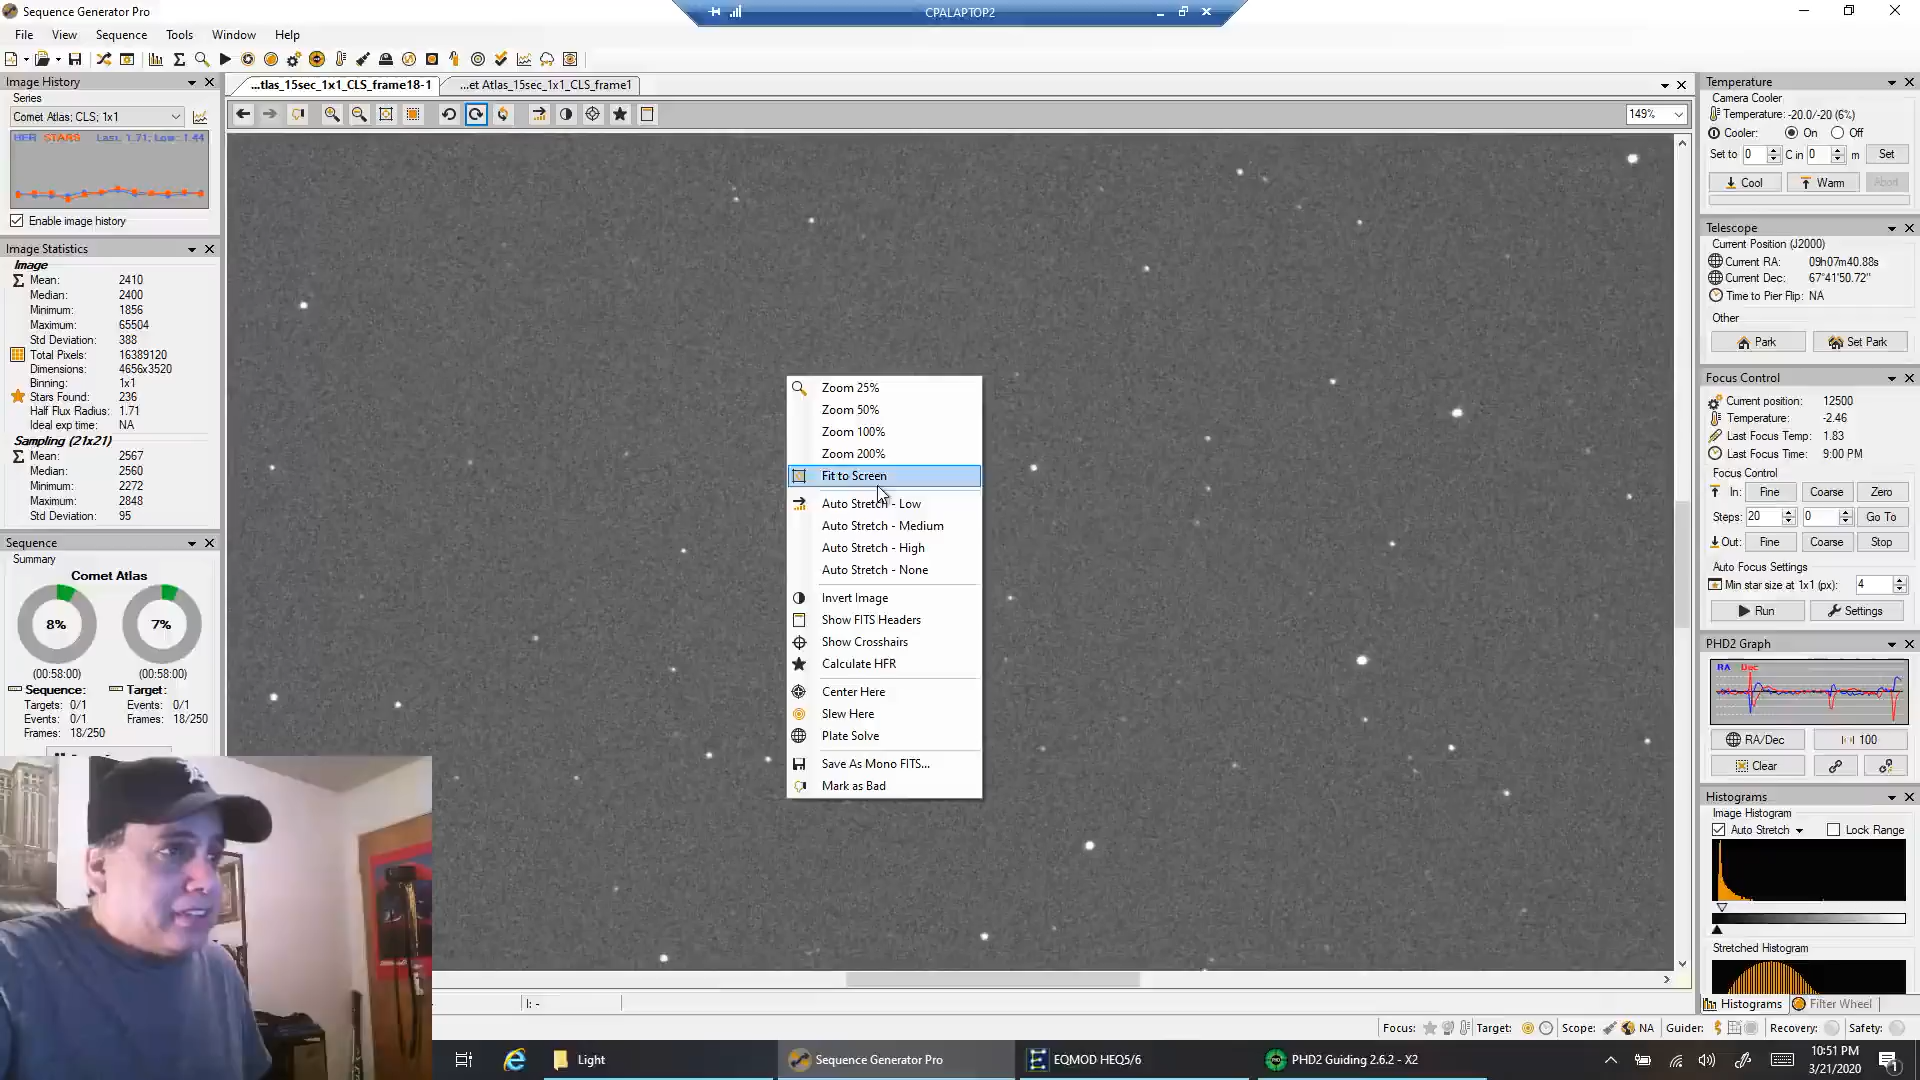 Sequence Generator Pro
CPALAPTOP2
File View Sequence Tools Window Help
Image History
Series
Comet Atlas; CLS; 1x1
HFR STARS Last: 1.71; Low: 1.44
Enable image history
Image Statistics
Image
Mean: 2410
Median: 2400
Minimum: 1856
Maximum: 65504
Std Deviation: 388
Total Pixels: 16389120
Dimensions: 4656x3520
Binning: 1x1
Stars Found: 236
Half Flux Radius: 1.71
Ideal exp time: NA
Sampling (21x21)
Mean: 2567
Median: 2560
Minimum: 2272
Maximum: 2848
Std Deviation: 95
Sequence
Summary
Comet Atlas
8% 7%
(00:58:00) (00:58:00)
Sequence: Target:
Targets: 0/1 Events: 0/1
Events: 0/1 Frames: 18/250
Frames: 18/250
...tlas_15sec_1x1_CLS_frame18-1 ...et Atlas_15sec_1x1_CLS_frame1
149%
Zoom 25%
Zoom 50%
Zoom 100%
Zoom 200%
Fit to Screen
Auto Stretch - Low
Auto Stretch - Medium
Auto Stretch - High
Auto Stretch - None
Invert Image
Show FITS Headers
Show Crosshairs
Calculate HFR
Center Here
Slew Here
Plate Solve
Save As Mono FITS...
Mark as Bad
I: -
Temperature
Camera Cooler
Temperature: -20.0/-20 (6%)
Cooler: On Off
Set to 0 C in 0 m Set
Cool Warm Abort
Telescope
Current Position (J2000)
Current RA: 09h07m40.88s
Current Dec: 67°41'50.72"
Time to Pier Flip: NA
Other
Park Set Park
Focus Control
Current position: 12500
Temperature: -2.46
Last Focus Temp: 1.83
Last Focus Time: 9:00 PM
Focus Control
In: Fine Coarse Zero
Steps: 20 0 Go To
Out: Fine Coarse Stop
Auto Focus Settings
Min star size at 1x1 (px): 4
Run Settings
PHD2 Graph
RA Dec
RA/Dec 100
Clear
Histograms
Image Histogram
Auto Stretch Lock Range
Stretched Histogram
Histograms Filter Wheel
Focus: Target: Scope: NA Guider: Recovery: Safety:
Light Sequence Generator Pro EQMOD HEQ5/6 PHD2 Guiding 2.6.2 - X2
10:51 PM
3/21/2020
1